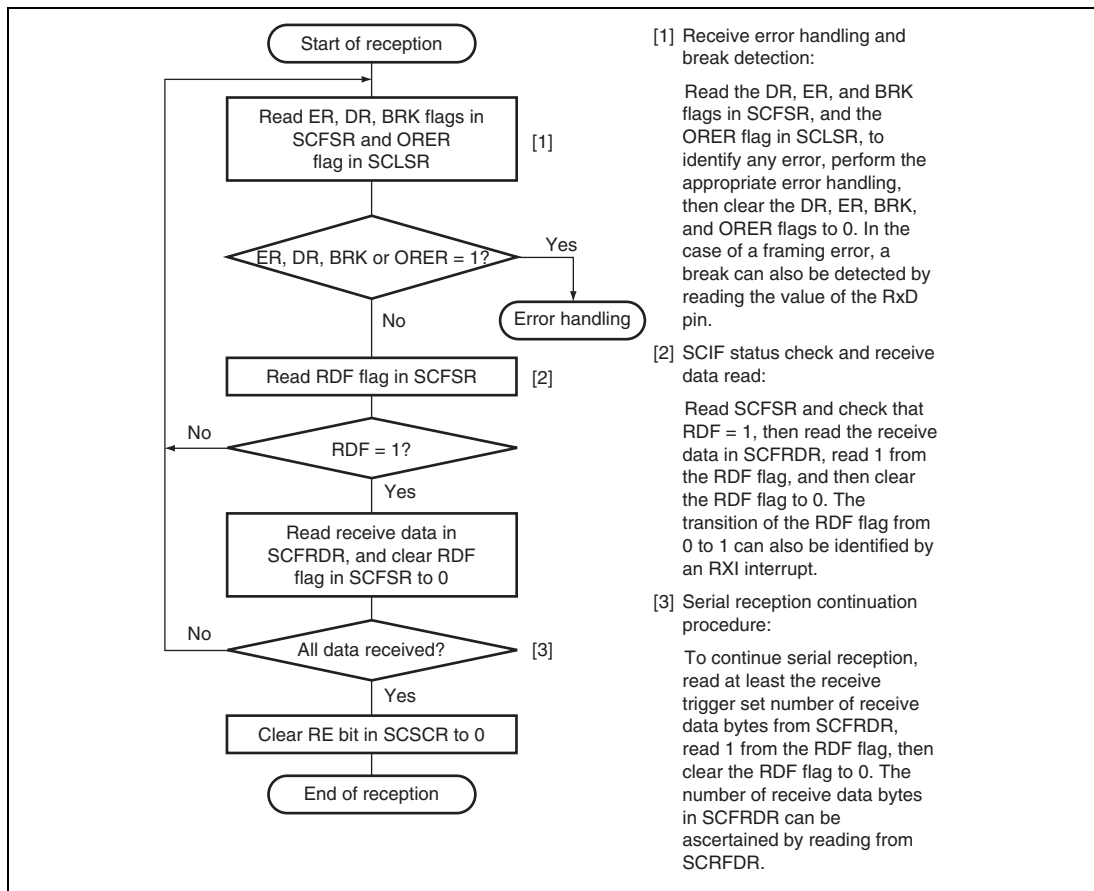 Start of reception
Read ER, DR, BRK flags in
SCFSR and ORER
flag in SCLSR
[1]
ER, DR, BRK or ORER = 1?
Yes
Error handling
No
Read RDF flag in SCFSR
[2]
No
RDF = 1?
Yes
Read receive data in
SCFRDR, and clear RDF
flag in SCFSR to 0
No
All data received?
[3]
Yes
Clear RE bit in SCSCR to 0
End of reception
[1] Receive error handling and
break detection:
Read the DR, ER, and BRK
flags in SCFSR, and the
ORER flag in SCLSR, to
identify any error, perform the
appropriate error handling,
then clear the DR, ER, BRK,
and ORER flags to 0. In the
case of a framing error, a
break can also be detected by
reading the value of the RxD
pin.
[2] SCIF status check and receive
data read:
Read SCFSR and check that
RDF = 1, then read the receive
data in SCFRDR, read 1 from
the RDF flag, and then clear
the RDF flag to 0. The
transition of the RDF flag from
0 to 1 can also be identified by
an RXI interrupt.
[3] Serial reception continuation
procedure:
To continue serial reception,
read at least the receive
trigger set number of receive
data bytes from SCFRDR,
read 1 from the RDF flag, then
clear the RDF flag to 0. The
number of receive data bytes
in SCFRDR can be
ascertained by reading from
SCRFDR.